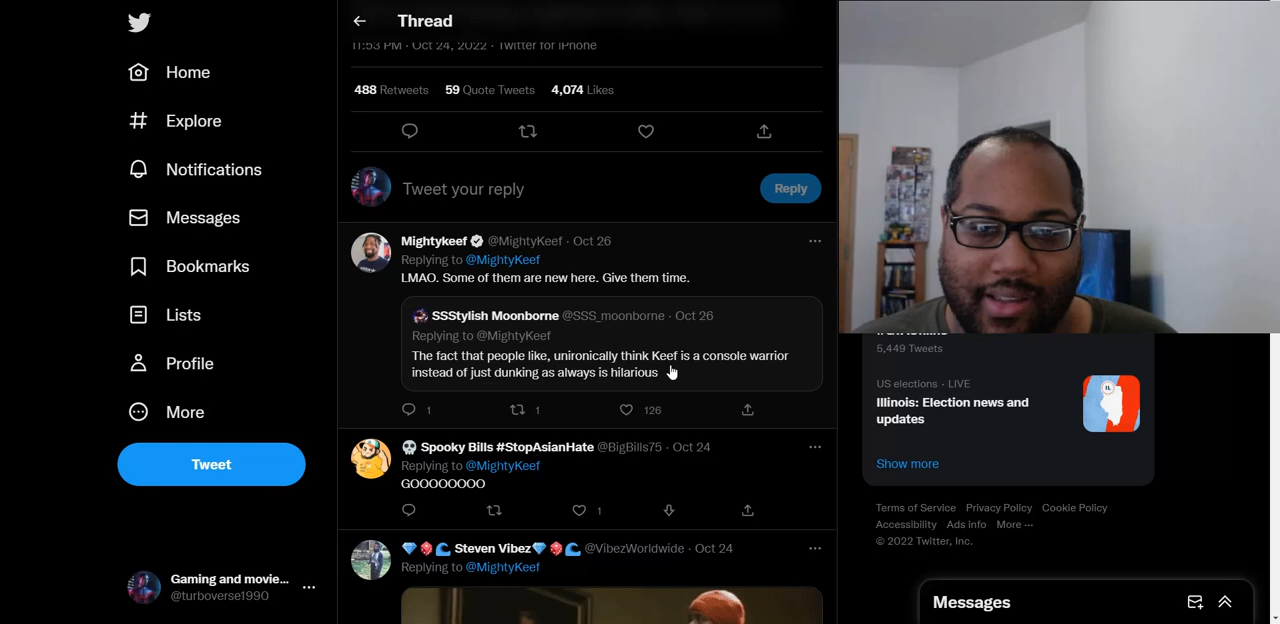 Thread
11:53 PM · Oct 24, 2022 · Twitter for iPhone
Home
488 Retweets 59 Quote Tweets 4,074 Likes
Explore
Notifications
Tweet your reply
Reply
Messages
Mightykeef @MightyKeef · Oct 26
Replying to @MightyKeef
LMAO. Some of them are new here. Give them time.
Bookmarks
SSStylish Moonborne @SSS_moonborne · Oct 26
Replying to @MightyKeef
The fact that people like, unironically think Keef is a console warrior
instead of just dunking as always is hilarious
Lists
Profile
1 1 126
More
Spooky Bills #StopAsianHate @BigBills75 · Oct 24
Replying to @MightyKeef
GOOOOOOOO
Tweet
1
Steven Vibez @VibezWorldwide · Oct 24
Replying to @MightyKeef
Gaming and movie...
@turboverse1990
5,449 Tweets
US elections · LIVE
Illinois: Election news and
updates
IL
Show more
Terms of Service Privacy Policy Cookie Policy
Accessibility Ads info More ···
© 2022 Twitter, Inc.
Messages